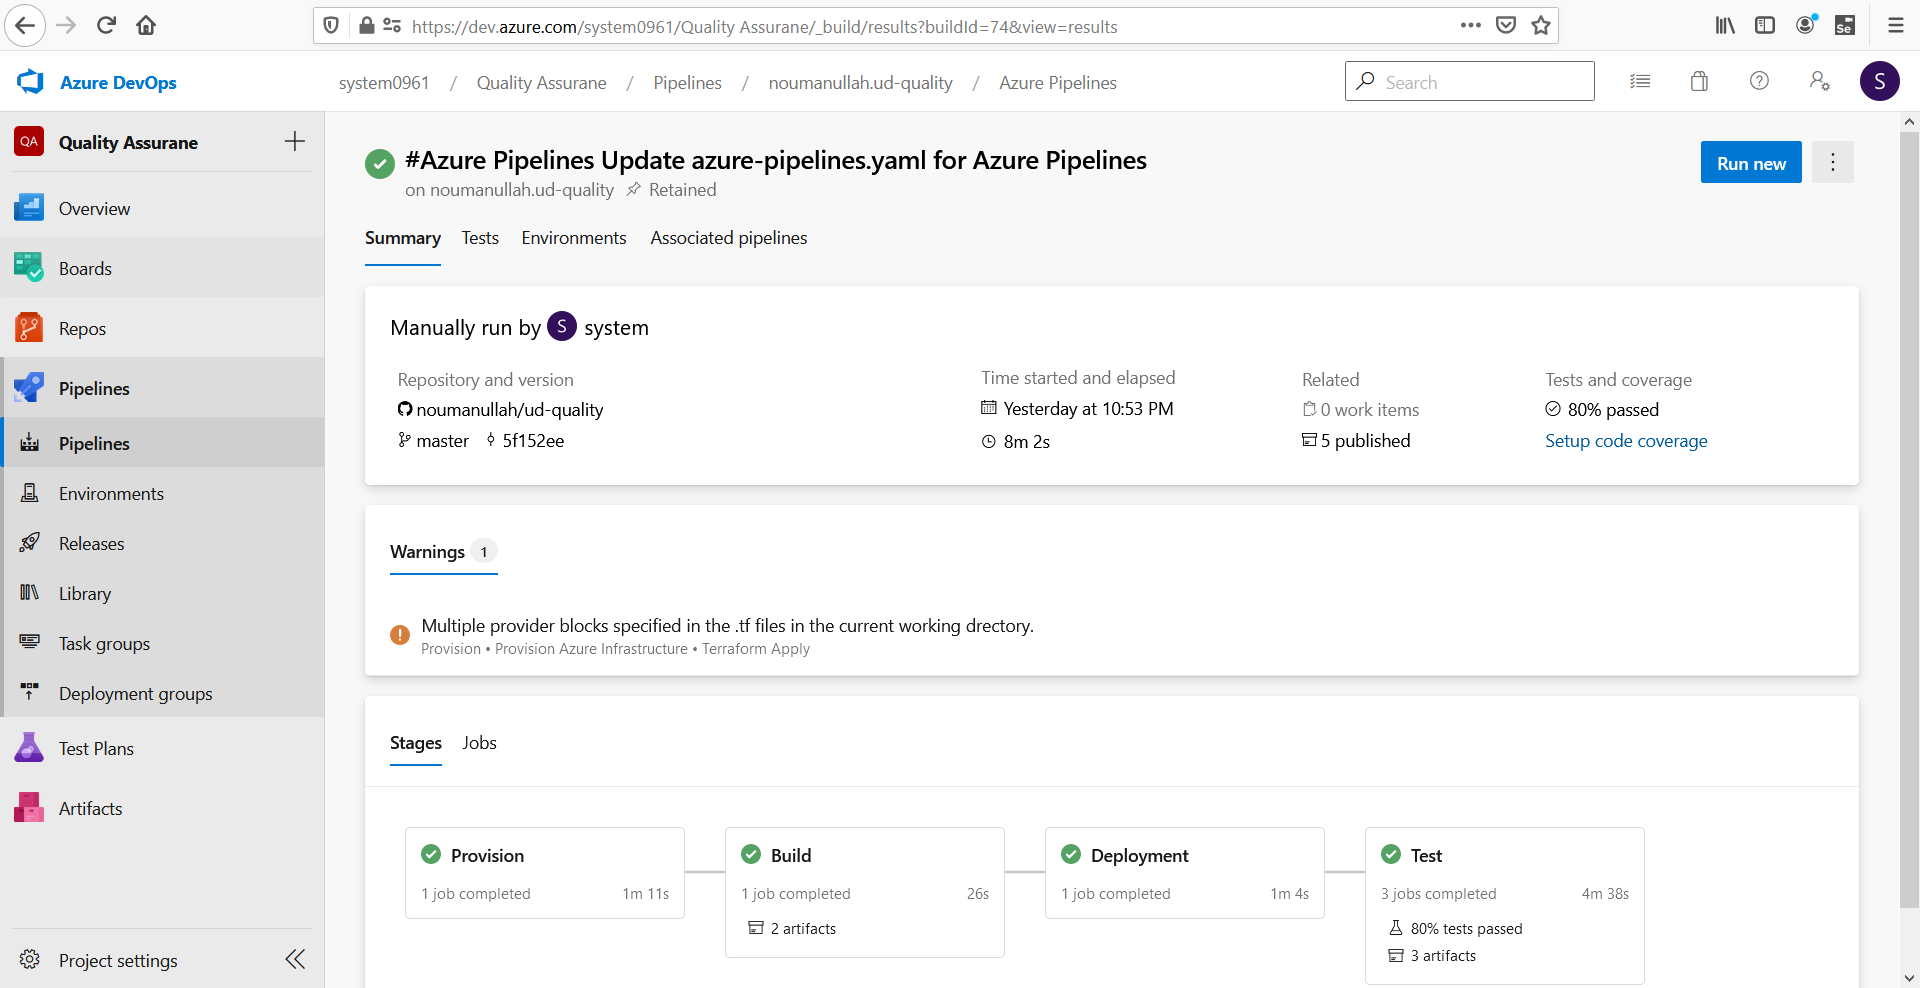 https://dev.azure.com/system0961/Quality Assurane/_build/results?buildId=74&view=results
Se
Azure DevOps
system0961 / Quality Assurane / Pipelines / noumanullah.ud-quality / Azure Pipelines
Search
S
QA Quality Assurane
Overview
Boards
Repos
Pipelines
Pipelines
Environments
Releases
Library
Task groups
Deployment groups
Test Plans
Artifacts
Project settings
#Azure Pipelines Update azure-pipelines.yaml for Azure Pipelines
on noumanullah.ud-quality Retained
Run new
Summary Tests Environments Associated pipelines
Manually run by S system
Repository and version
noumanullah/ud-quality
master 5f152ee
Time started and elapsed
Yesterday at 10:53 PM
8m 2s
Related
0 work items
5 published
Tests and coverage
80% passed
Setup code coverage
Warnings 1
Multiple provider blocks specified in the .tf files in the current working drectory.
Provision • Provision Azure Infrastructure • Terraform Apply
Stages Jobs
Provision
1 job completed 1m 11s
Build
1 job completed 26s
2 artifacts
Deployment
1 job completed 1m 4s
Test
3 jobs completed 4m 38s
80% tests passed
3 artifacts